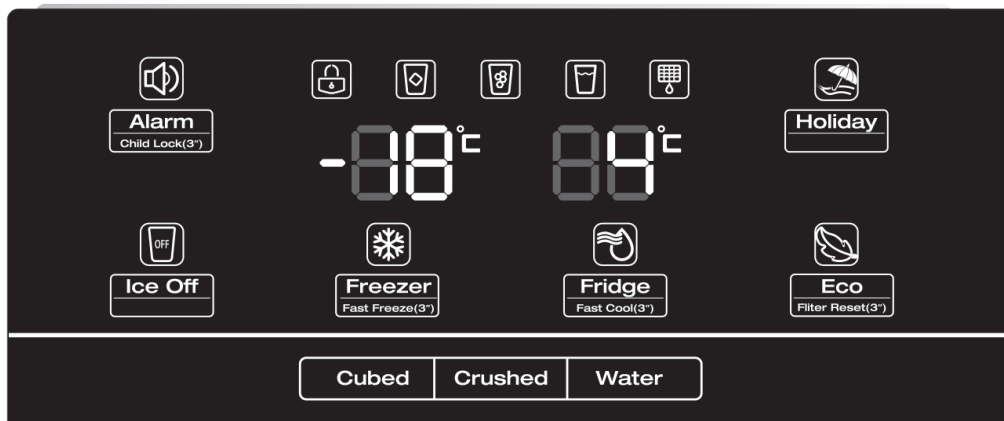 Alarm
Child Lock(3")
-18°C
4°C
Holiday
OFF
Ice Off
Freezer
Fast Freeze(3")
Fridge
Fast Cool(3")
Eco
Fliter Reset(3")
Cubed
Crushed
Water